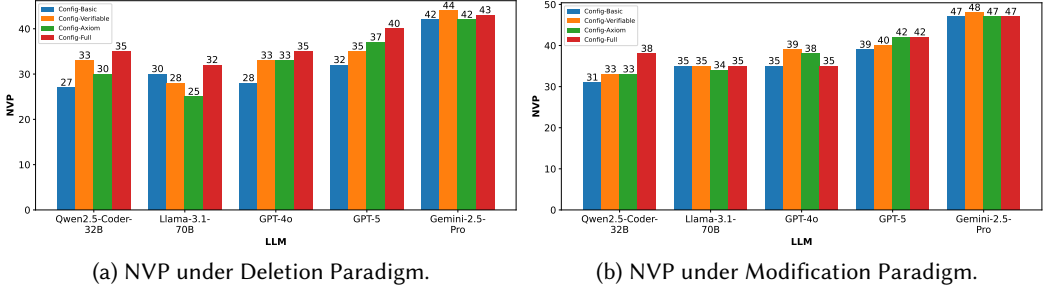 Config-Basic
Config-Verifiable
Config-Axiom
Config-Full
NVP
40
30
20
10
0
27
33
30
35
30
28
25
32
28
33
33
35
32
35
37
40
42
44
42
43
Qwen2.5-Coder-
32B
Llama-3.1-
70B
GPT-4o
GPT-5
Gemini-2.5-
Pro
LLM
(a) NVP under Deletion Paradigm.
Config-Basic
Config-Verifiable
Config-Axiom
Config-Full
NVP
50
40
30
20
10
0
31
33
33
38
35
35
34
35
35
39
38
35
39
40
42
42
47
48
47
47
Qwen2.5-Coder-
32B
Llama-3.1-
70B
GPT-4o
GPT-5
Gemini-2.5-
Pro
LLM
(b) NVP under Modification Paradigm.